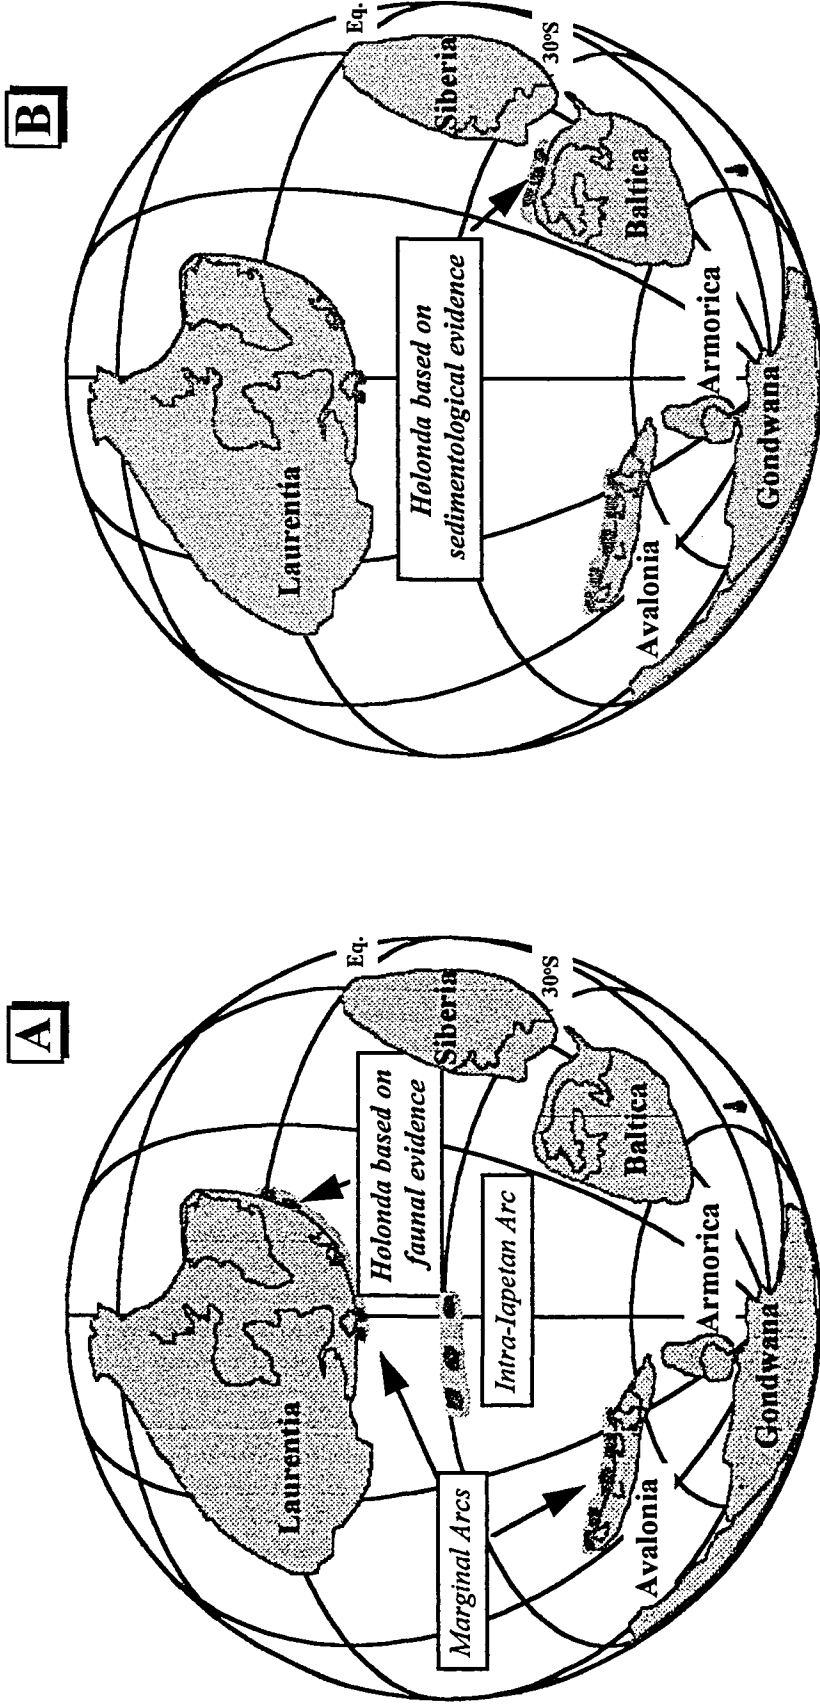 A
Eq.
Siberia
30°S
Holonda based on
faunal evidence
Laurentia
Baltica
Intra-Iapetan Arc
Marginal Arcs
Armorica
Avalonia
Gondwana
B
Eq.
Siberia
30°S
Laurentia
Holonda based on
sedimentological evidence
Baltica
Armorica
Avalonia
Gondwana